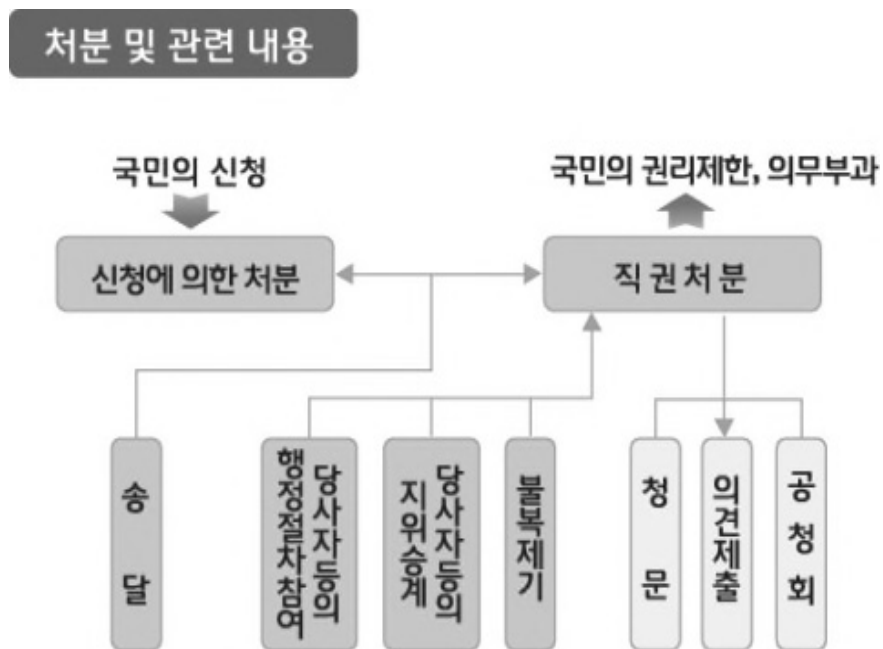 처분 및 관련 내용
국민의 신청
국민의 권리제한, 의무부과
신청에 의한 처분
직권처분
송달
당사자등의
행정절차참여
당사자등의
지위승계
불복제기
청문
의견제출
공청회